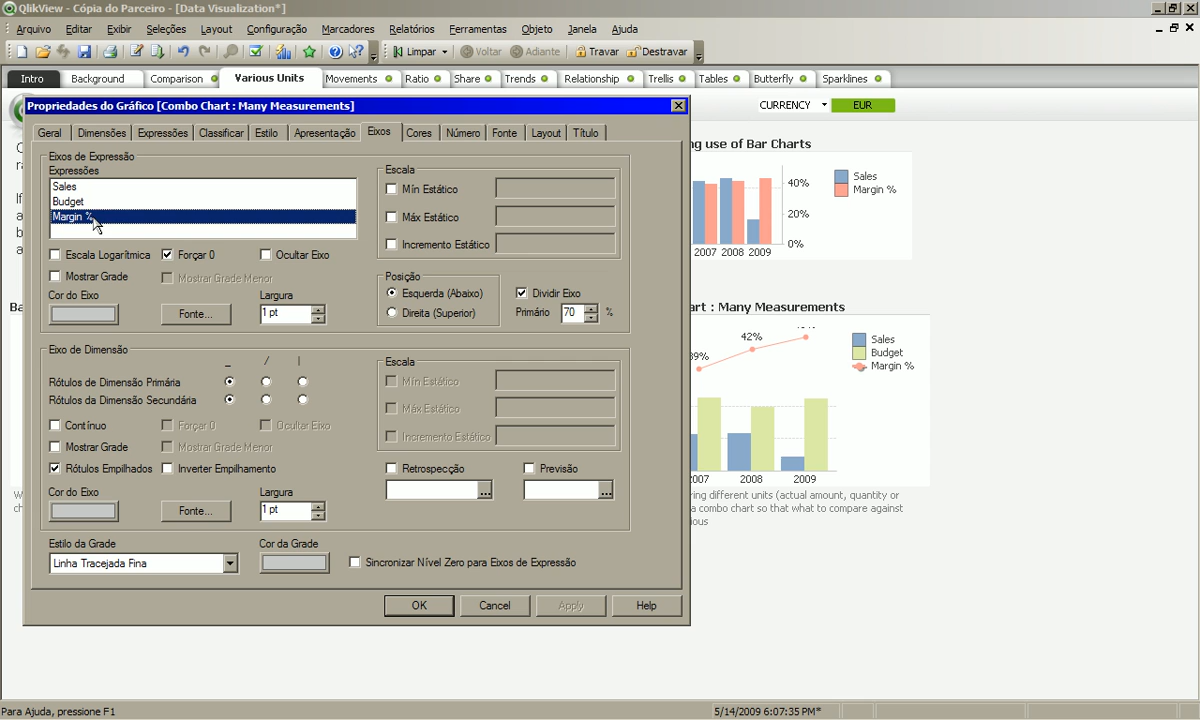 QlikView - Cópia do Parceiro - [Data Visualization*]
Arquivo Editar Exibir Seleções Layout Configuração Marcadores Relatórios Ferramentas Objeto Janela Ajuda
Limpar Voltar Adiante Travar Destravar
Intro Background Comparison Various Units Movements Ratio Share Trends Relationship Trellis Tables Butterfly Sparklines
CURRENCY EUR
Propriedades do Gráfico [Combo Chart : Many Measurements]
Geral Dimensões Expressões Classificar Estilo Apresentação Eixos Cores Número Fonte Layout Título
Eixos de Expressão
Expressões
Sales
Budget
Margin %
Escala Logarítmica Forçar 0 Ocultar Eixo
Mostrar Grade Mostrar Grade Menor
Cor do Eixo Largura
Fonte... 1 pt
Escala
Mín Estático
Máx Estático
Incremento Estático
Posição
Esquerda (Abaixo) Dividir Eixo
Direita (Superior) Primário 70 %
Eixo de Dimensão
_ / |
Rótulos de Dimensão Primária
Rótulos da Dimensão Secundária
Contínuo Forçar 0 Ocultar Eixo
Mostrar Grade Mostrar Grade Menor
Rótulos Empilhados Inverter Empilhamento
Cor do Eixo Largura
Fonte... 1 pt
Escala
Mín Estático
Máx Estático
Incremento Estático
Retrospecção Previsão
... ...
Estilo da Grade Cor da Grade
Linha Tracejada Fina Sincronizar Nível Zero para Eixos de Expressão
OK Cancel Apply Help
ng use of Bar Charts
Sales
Margin %
40%
20%
0%
2007 2008 2009
art : Many Measurements
39% 42%
Sales
Budget
Margin %
2007 2008 2009
ring different units (actual amount, quantity or
a combo chart so that what to compare against
ious
Para Ajuda, pressione F1 5/14/2009 6:07:35 PM*